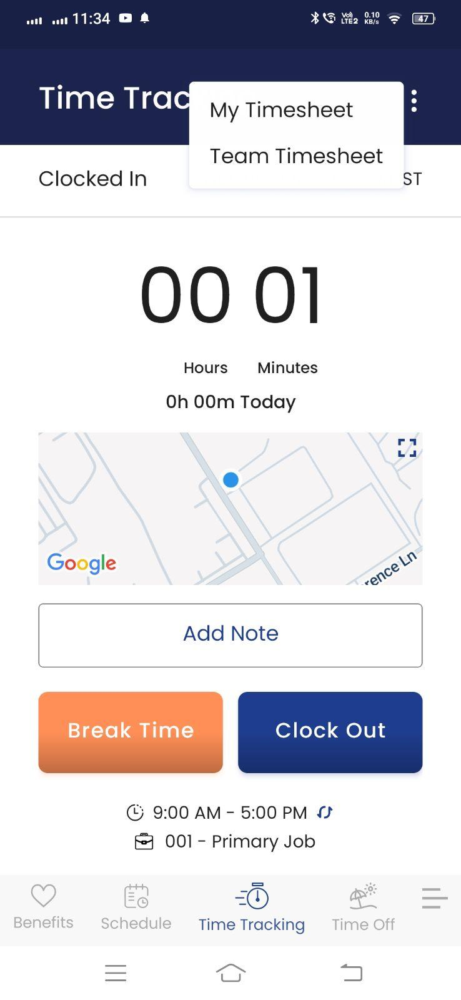 11:34
Vo) 0.10
LTE2 KB/s
47
Time Trac
My Timesheet
Team Timesheet
Clocked In
ST
00 01
Hours Minutes
0h 00m Today
Google
rence Ln
Add Note
Break Time
Clock Out
9:00 AM - 5:00 PM
001 - Primary Job
Benefits
Schedule
Time Tracking
Time Off